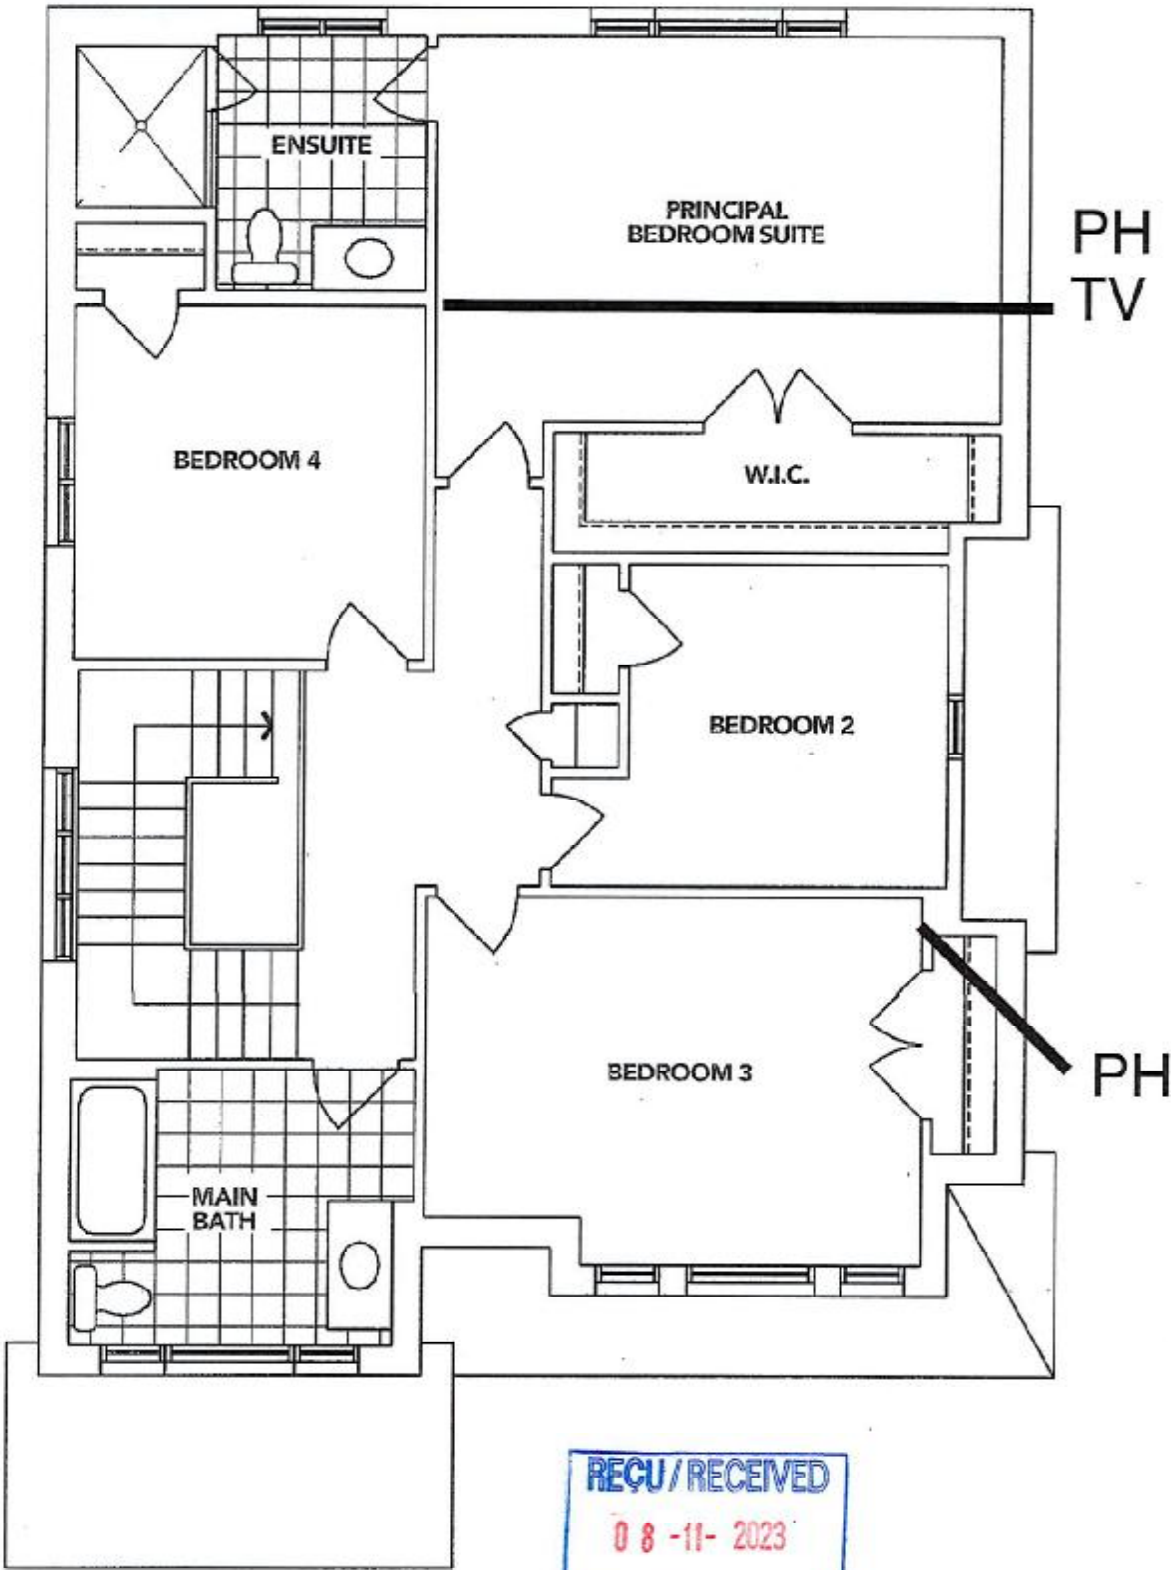 ENSUITE
PRINCIPAL
BEDROOM SUITE
PH
TV
BEDROOM 4
W.I.C.
BEDROOM 2
BEDROOM 3
PH
MAIN
BATH
REÇU / RECEIVED
08 -11- 2023